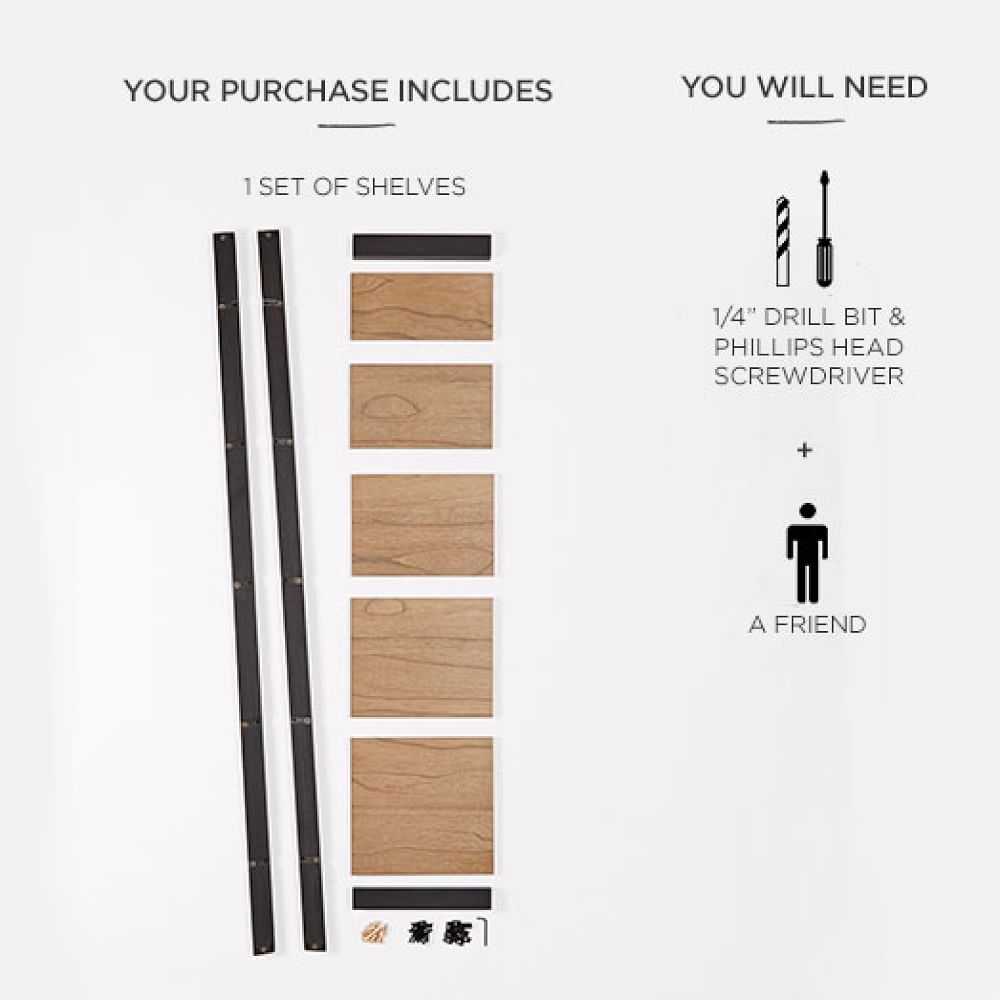 YOUR PURCHASE INCLUDES
1 SET OF SHELVES
YOU WILL NEED
1/4” DRILL BIT &
PHILLIPS HEAD
SCREWDRIVER
+
A FRIEND